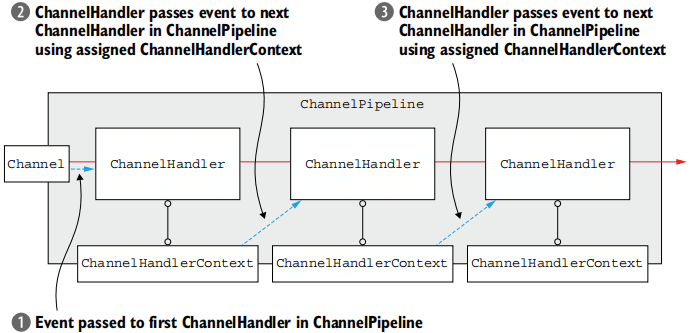 2 ChannelHandler passes event to next
ChannelHandler in ChannelPipeline
using assigned ChannelHandlerContext
3 ChannelHandler passes event to next
ChannelHandler in ChannelPipeline
using assigned ChannelHandlerContext
ChannelPipeline
Channel
ChannelHandler
ChannelHandler
ChannelHandler
ChannelHandlerContext
ChannelHandlerContext
ChannelHandlerContext
1 Event passed to first ChannelHandler in ChannelPipeline